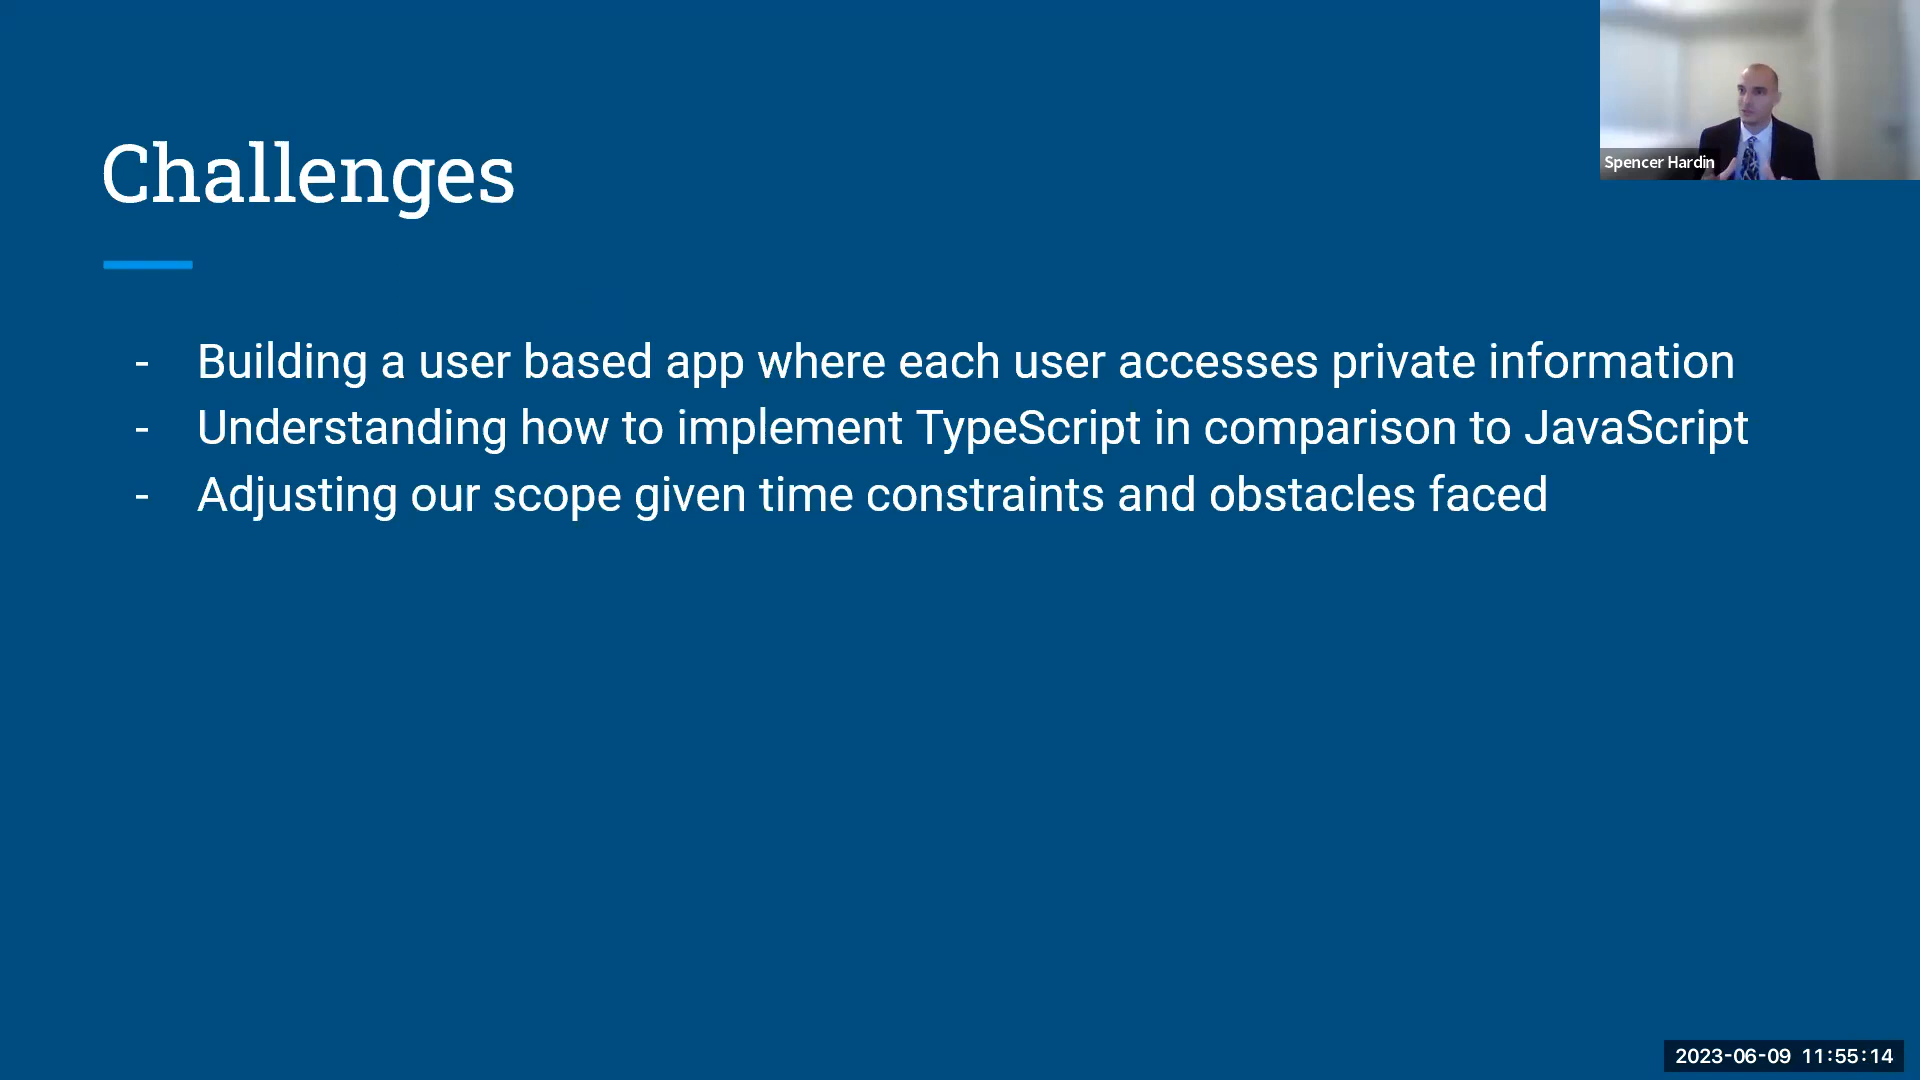 Challenges
Spencer Hardin
- Building a user based app where each user accesses private information
- Understanding how to implement TypeScript in comparison to JavaScript
- Adjusting our scope given time constraints and obstacles faced
2023-06-09 11:55:14